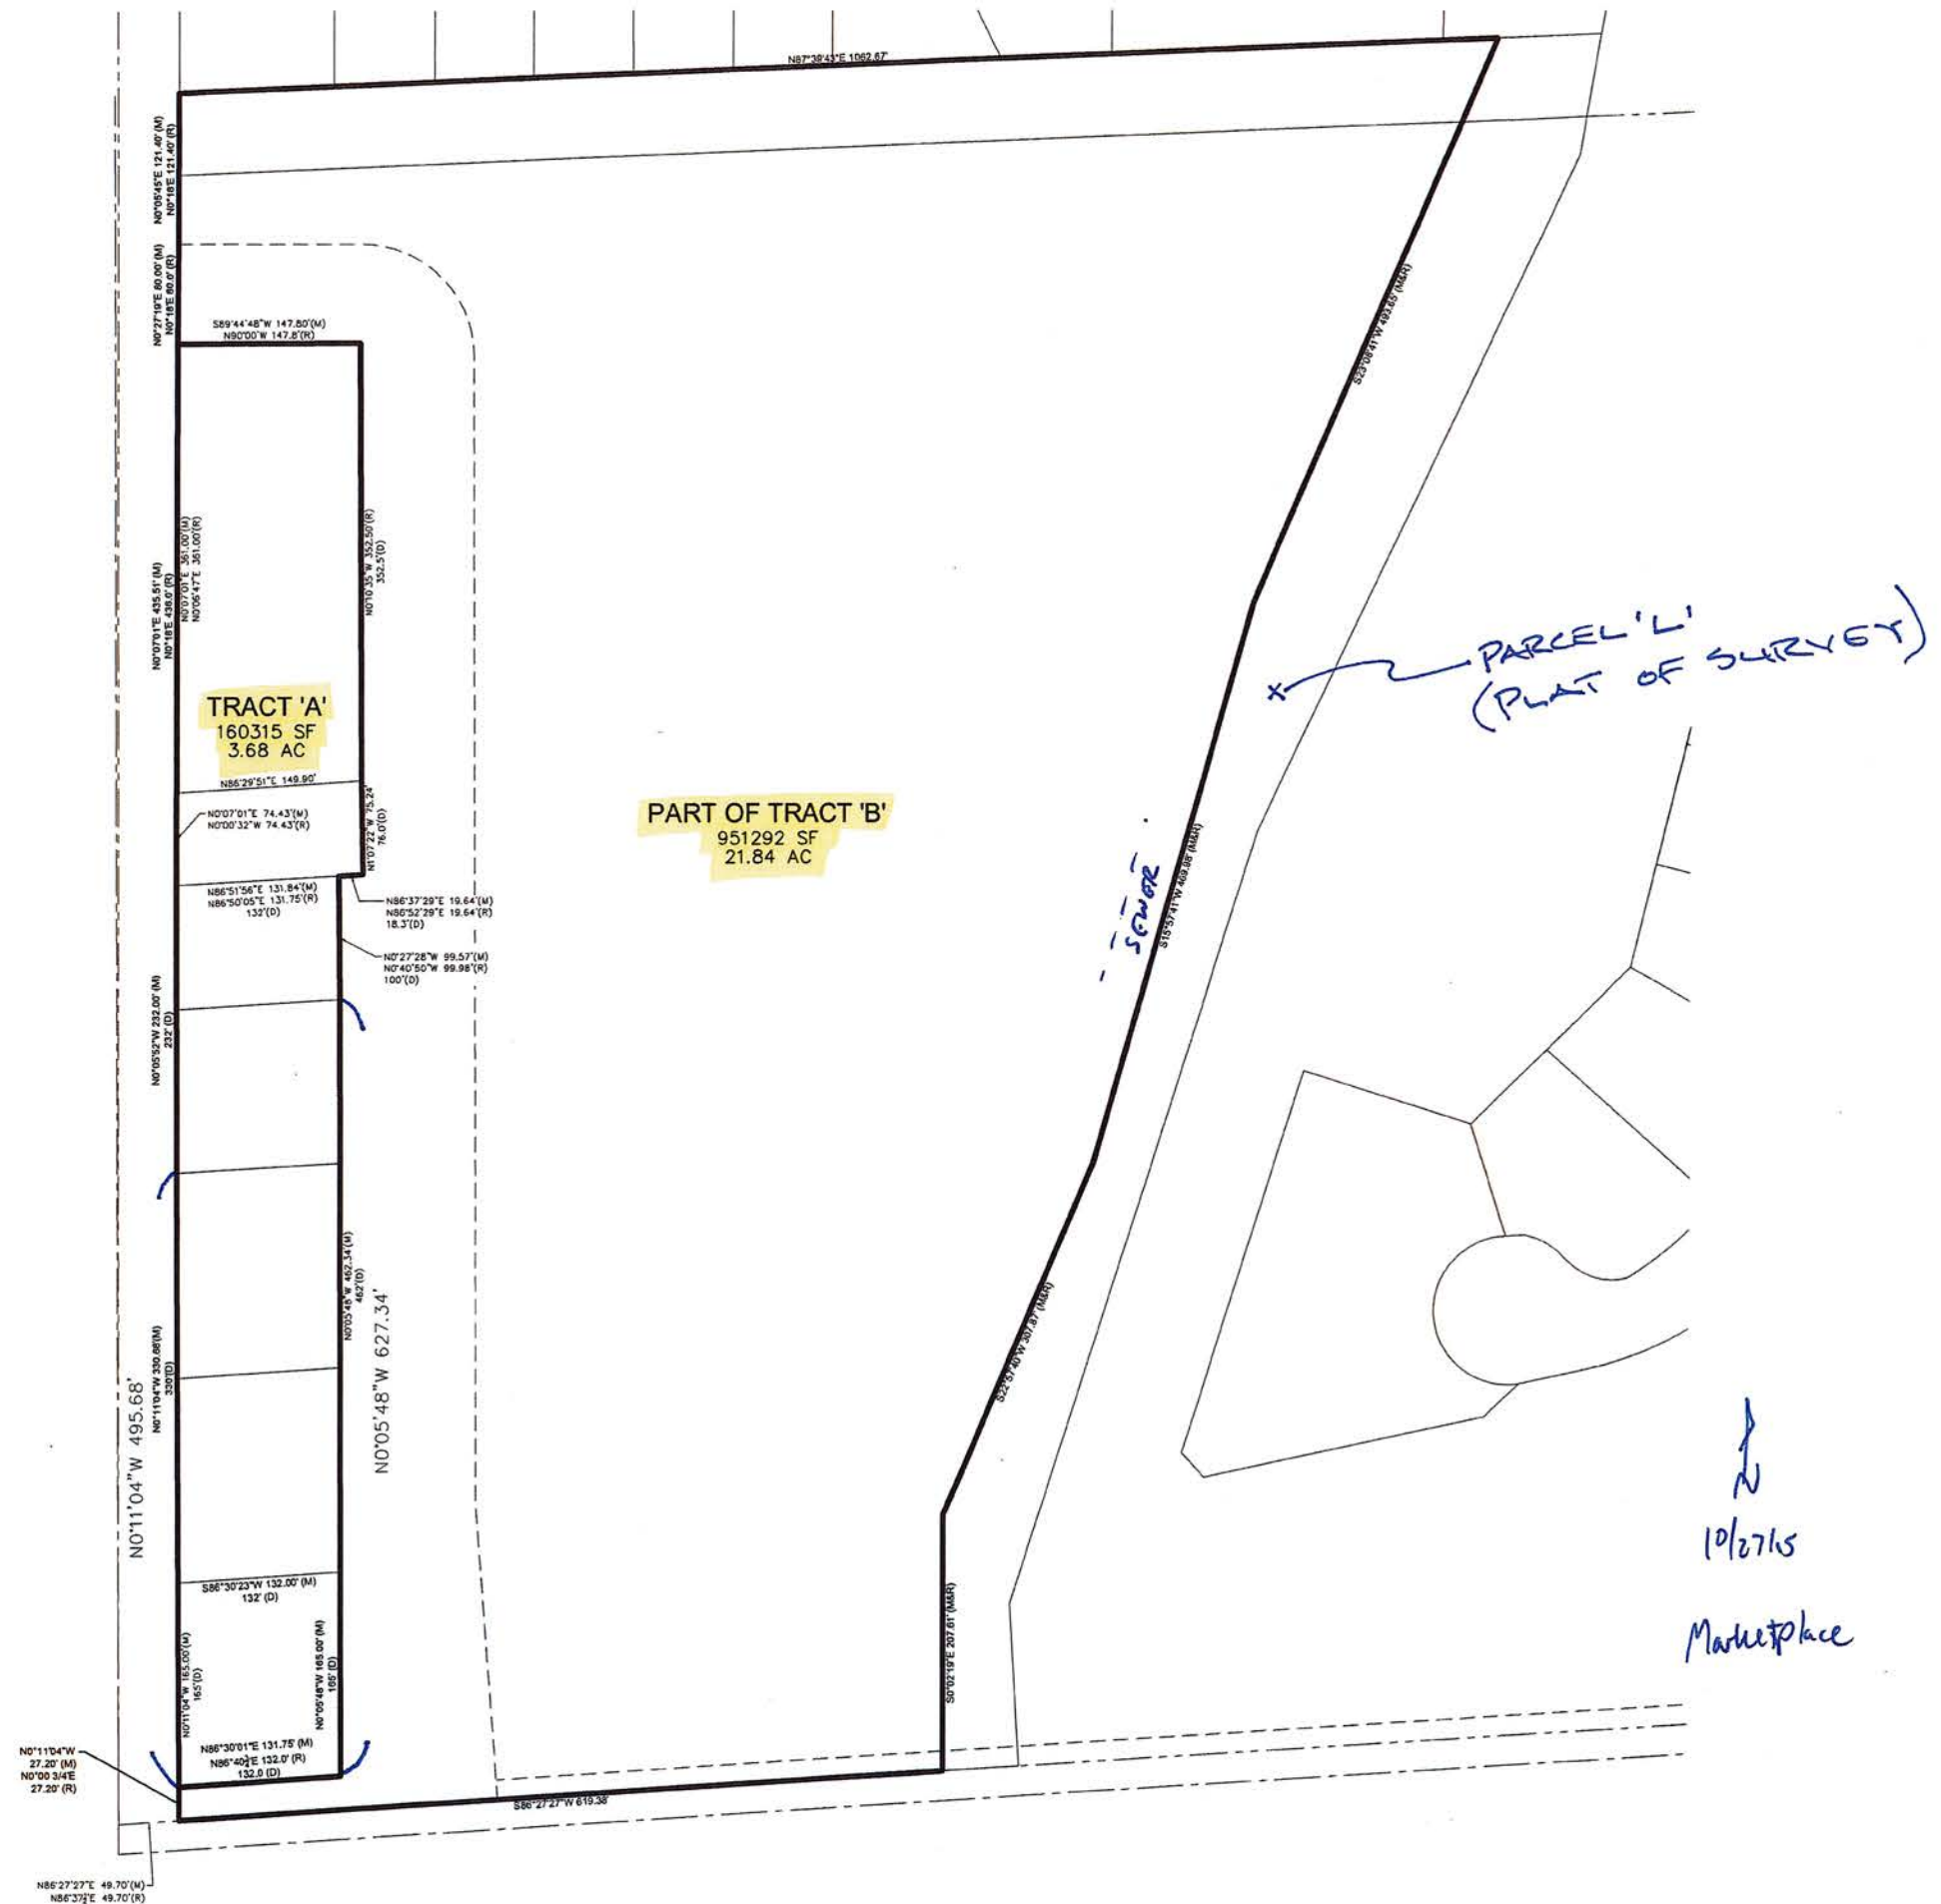 N87°39'43"E 1062.67'
N0°05'45"E 121.40' (M)
N0°18'E 121.40' (R)
N0°27'19"E 80.00' (M)
N0°18'E 80.0' (R)
S89°44'48"W 147.80'(M)
N90°00'W 147.8'(R)
S23°08'41"W 493.65' (M&R)
N0°07'01"E 361.00'(M)
N0°06'47"E 361.00'(R)
N0°10'35"W 352.50'(R)
352.5'(D)
N0°07'01"E 435.51' (M)
N0°18'E 436.0' (R)
PARCEL 'L'
(PLAT OF SURVEY)
TRACT 'A'
160315 SF
3.68 AC
N86°29'51"E 149.90'
N0°07'01"E 74.43'(M)
N0°00'32"W 74.43'(R)
N1°07'22"W 75.24'
76.0'(D)
PART OF TRACT 'B'
951292 SF
21.84 AC
SEWER
S15°57'41"W 469.98' (M&R)
N86°51'56"E 131.84'(M)
N86°50'05"E 131.75'(R)
132'(D)
N86°37'29"E 19.64'(M)
N86°52'29"E 19.64'(R)
18.3'(D)
N0°27'28"W 99.57'(M)
N0°40'50"W 99.98'(R)
100'(D)
N0°05'52"W 232.00' (M)
232' (D)
N0°05'48"W 462.34'(M)
462'(D)
N0°05'48"W 627.34'
S22°57'40"W 307.87' (M&R)
N0°11'04"W 330.68'(M)
330'(D)
N0°11'04"W 495.68'
S86°30'23"W 132.00' (M)
132' (D)
S0°02'19"E 207.61' (M&R)
N
10/27/15
Marketplace
N0°11'04"W 165.00'(M)
165'(D)
N0°05'48"W 165.00' (M)
165' (D)
N86°30'01"E 131.75' (M)
N86°40½'E 132.0' (R)
132.0 (D)
N0°11'04"W
27.20' (M)
N0°00 3/4'E
27.20' (R)
S86°27'27"W 619.38'
N86°27'27"E 49.70'(M)
N86°37½'E 49.70'(R)